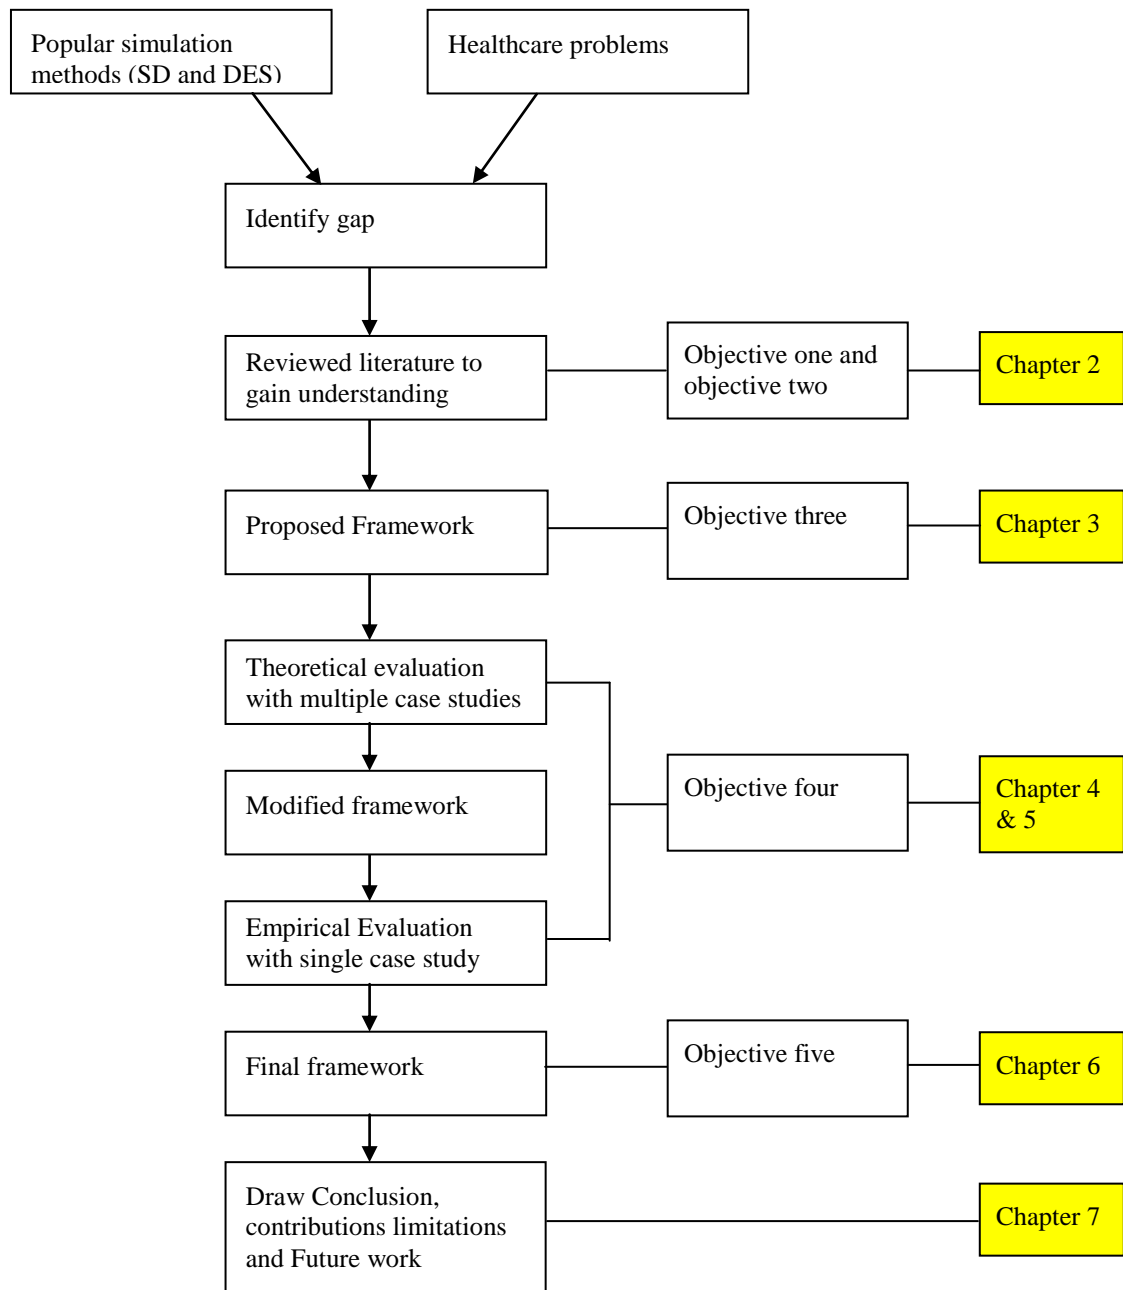 Popular simulation
methods (SD and DES)
Healthcare problems
Identify gap
Reviewed literature to
gain understanding
Objective one and
objective two
Chapter 2
Proposed Framework
Objective three
Chapter 3
Theoretical evaluation
with multiple case studies
Modified framework
Objective four
Chapter 4
& 5
Empirical Evaluation
with single case study
Final framework
Objective five
Chapter 6
Draw Conclusion,
contributions limitations
and Future work
Chapter 7